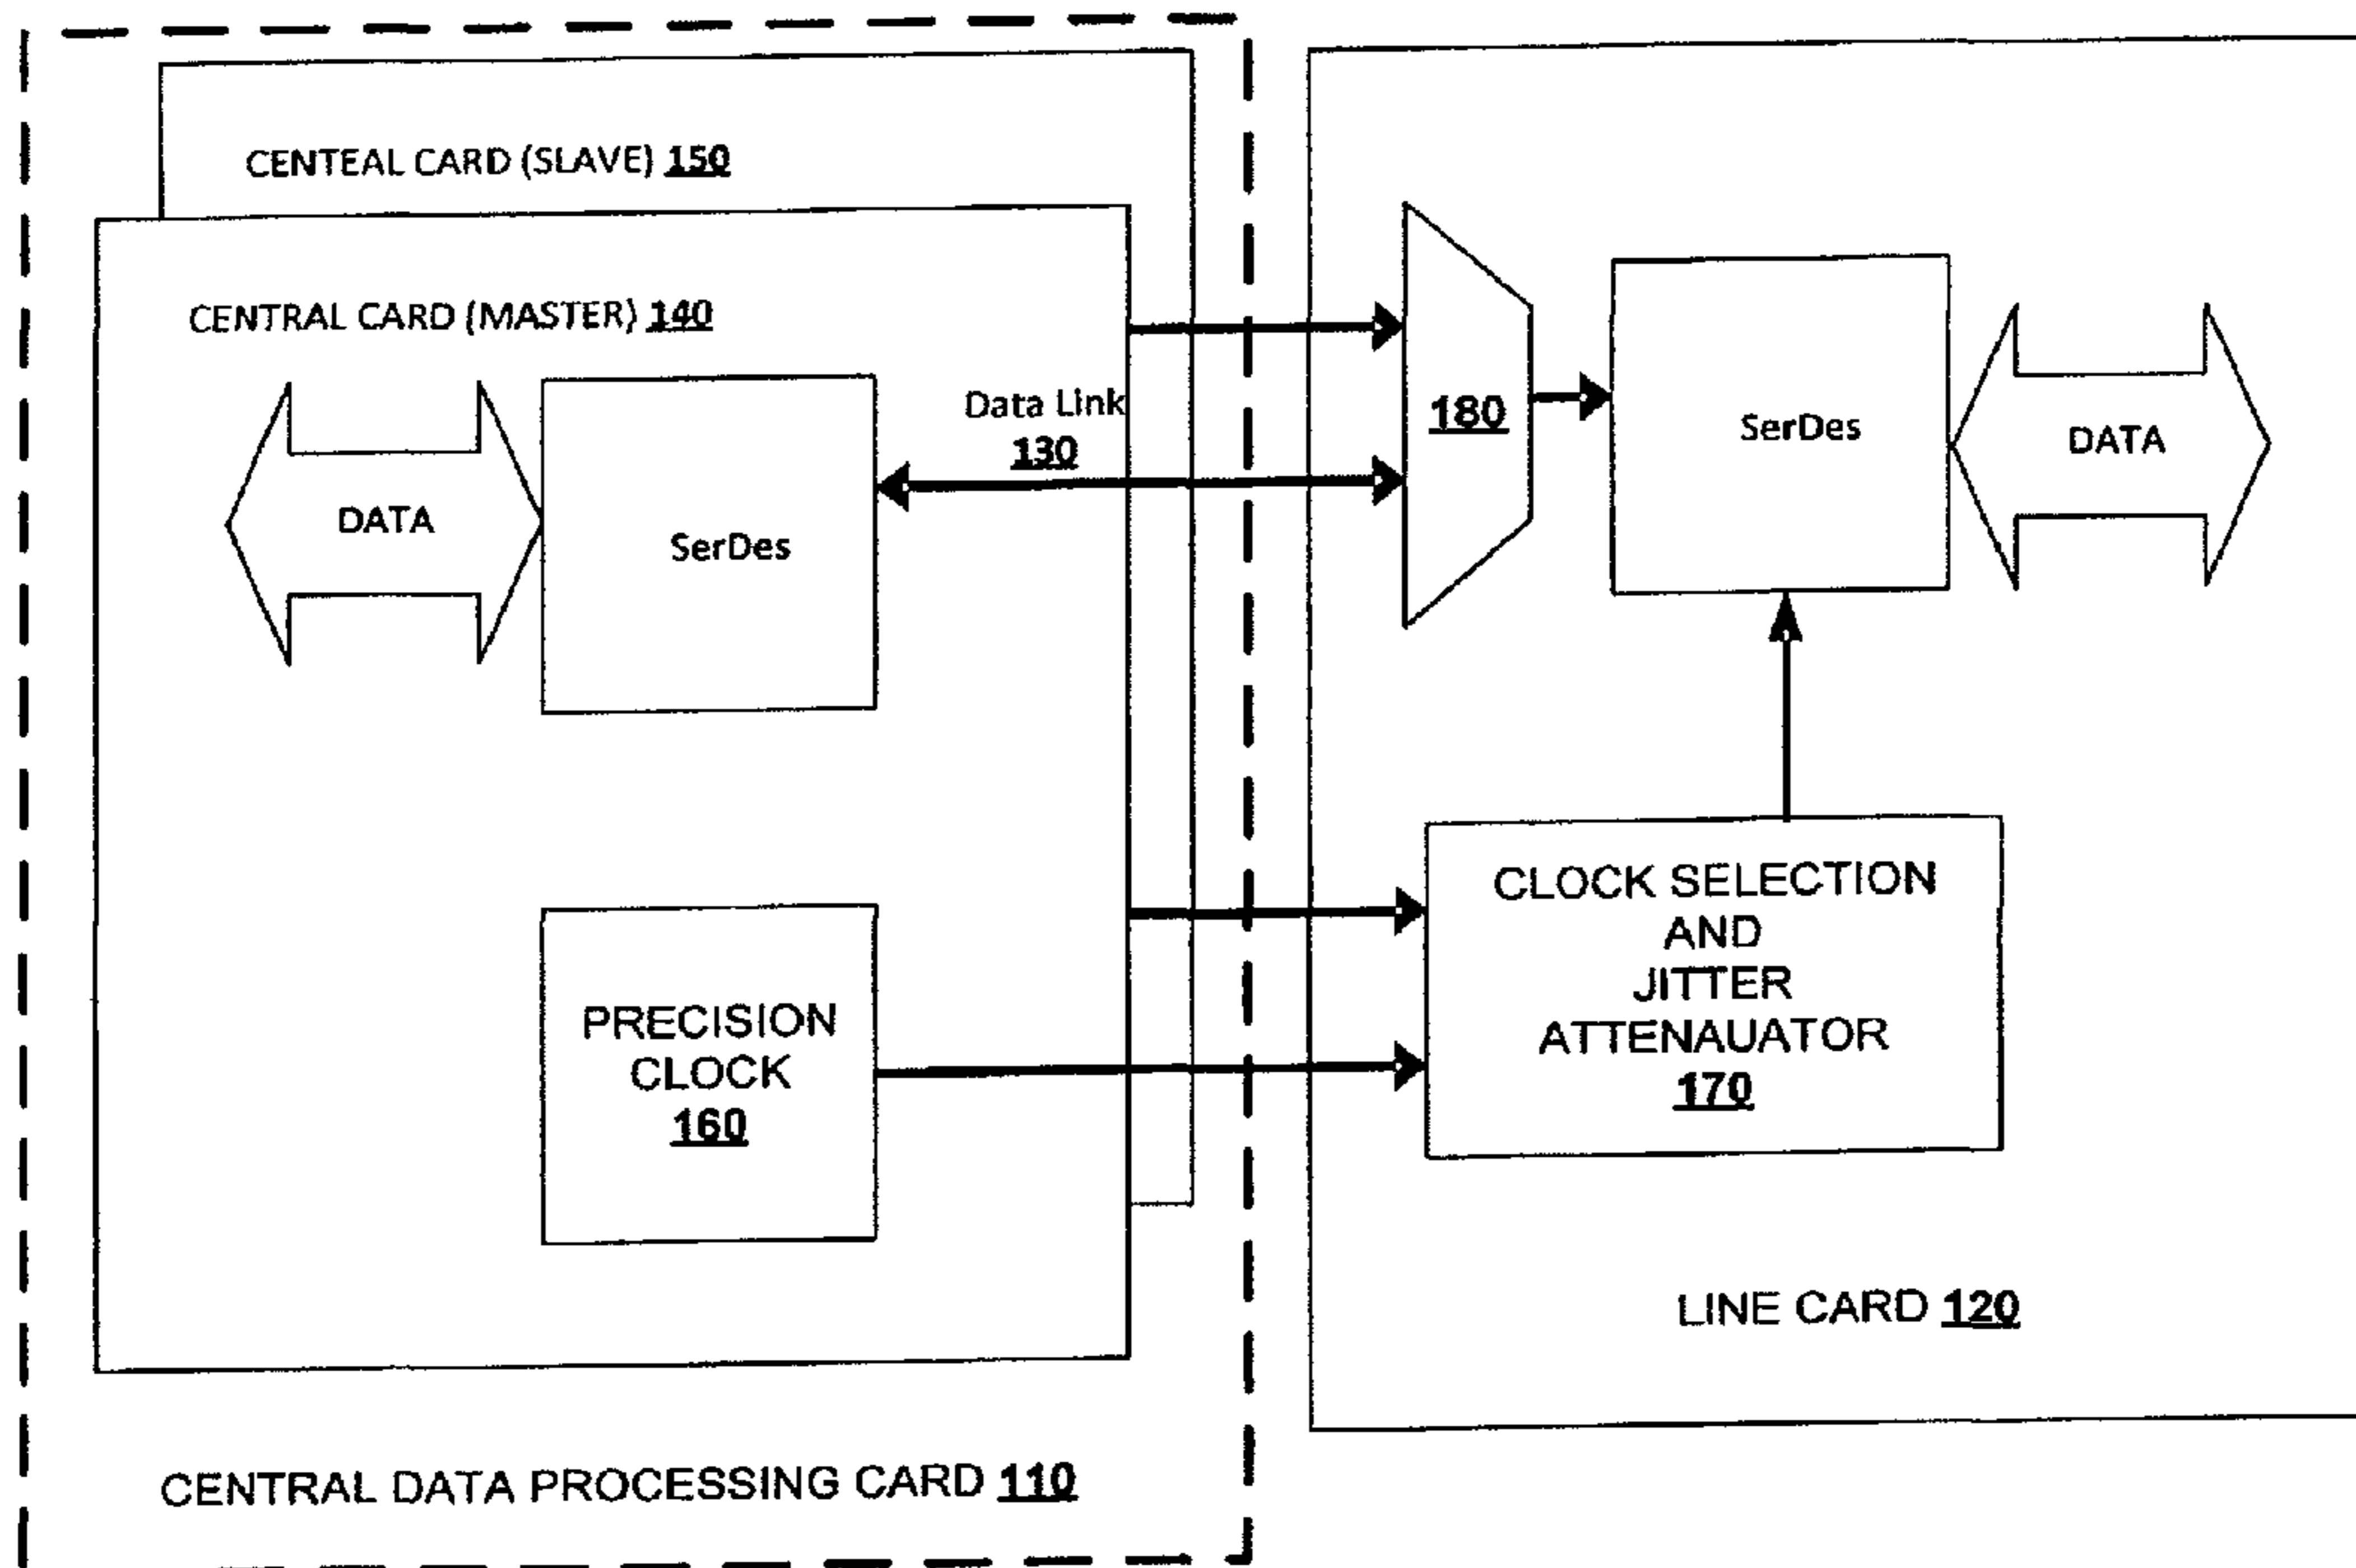 CENTEAL CARD (SLAVE) 150
CENTRAL CARD (MASTER) 140
Data Link
130
DATA
SerDes
180
SerDes
DATA
PRECISION
CLOCK
160
CLOCK SELECTION
AND
JITTER
ATTENAUATOR
170
LINE CARD 120
CENTRAL DATA PROCESSING CARD 110